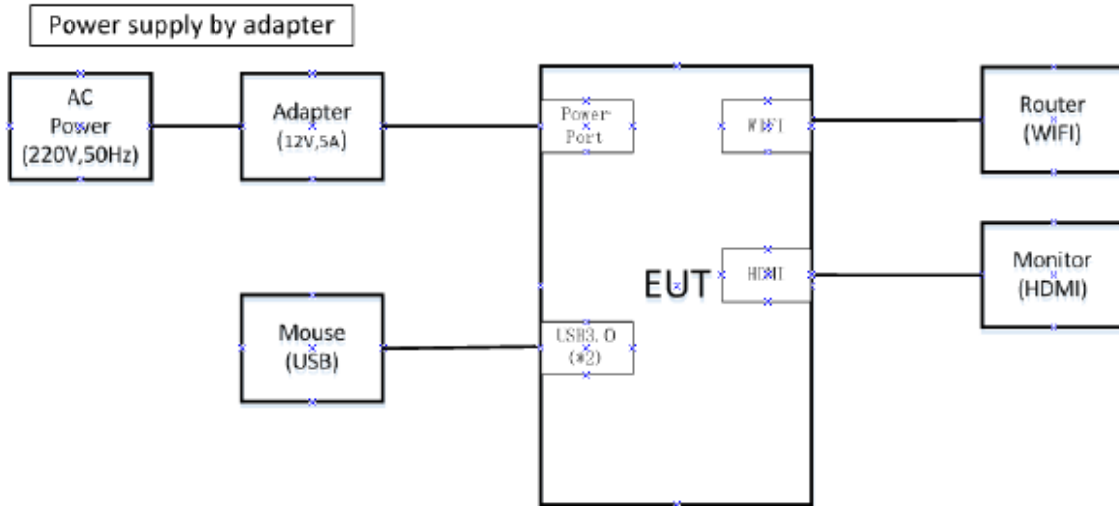 Power supply by adapter
AC
Power
(220V,50Hz)
Adapter
(12V,5A)
Power
Port
WIFI
Router
(WIFI)
EUT
HDMI
Monitor
(HDMI)
Mouse
(USB)
USB3.0
(*2)